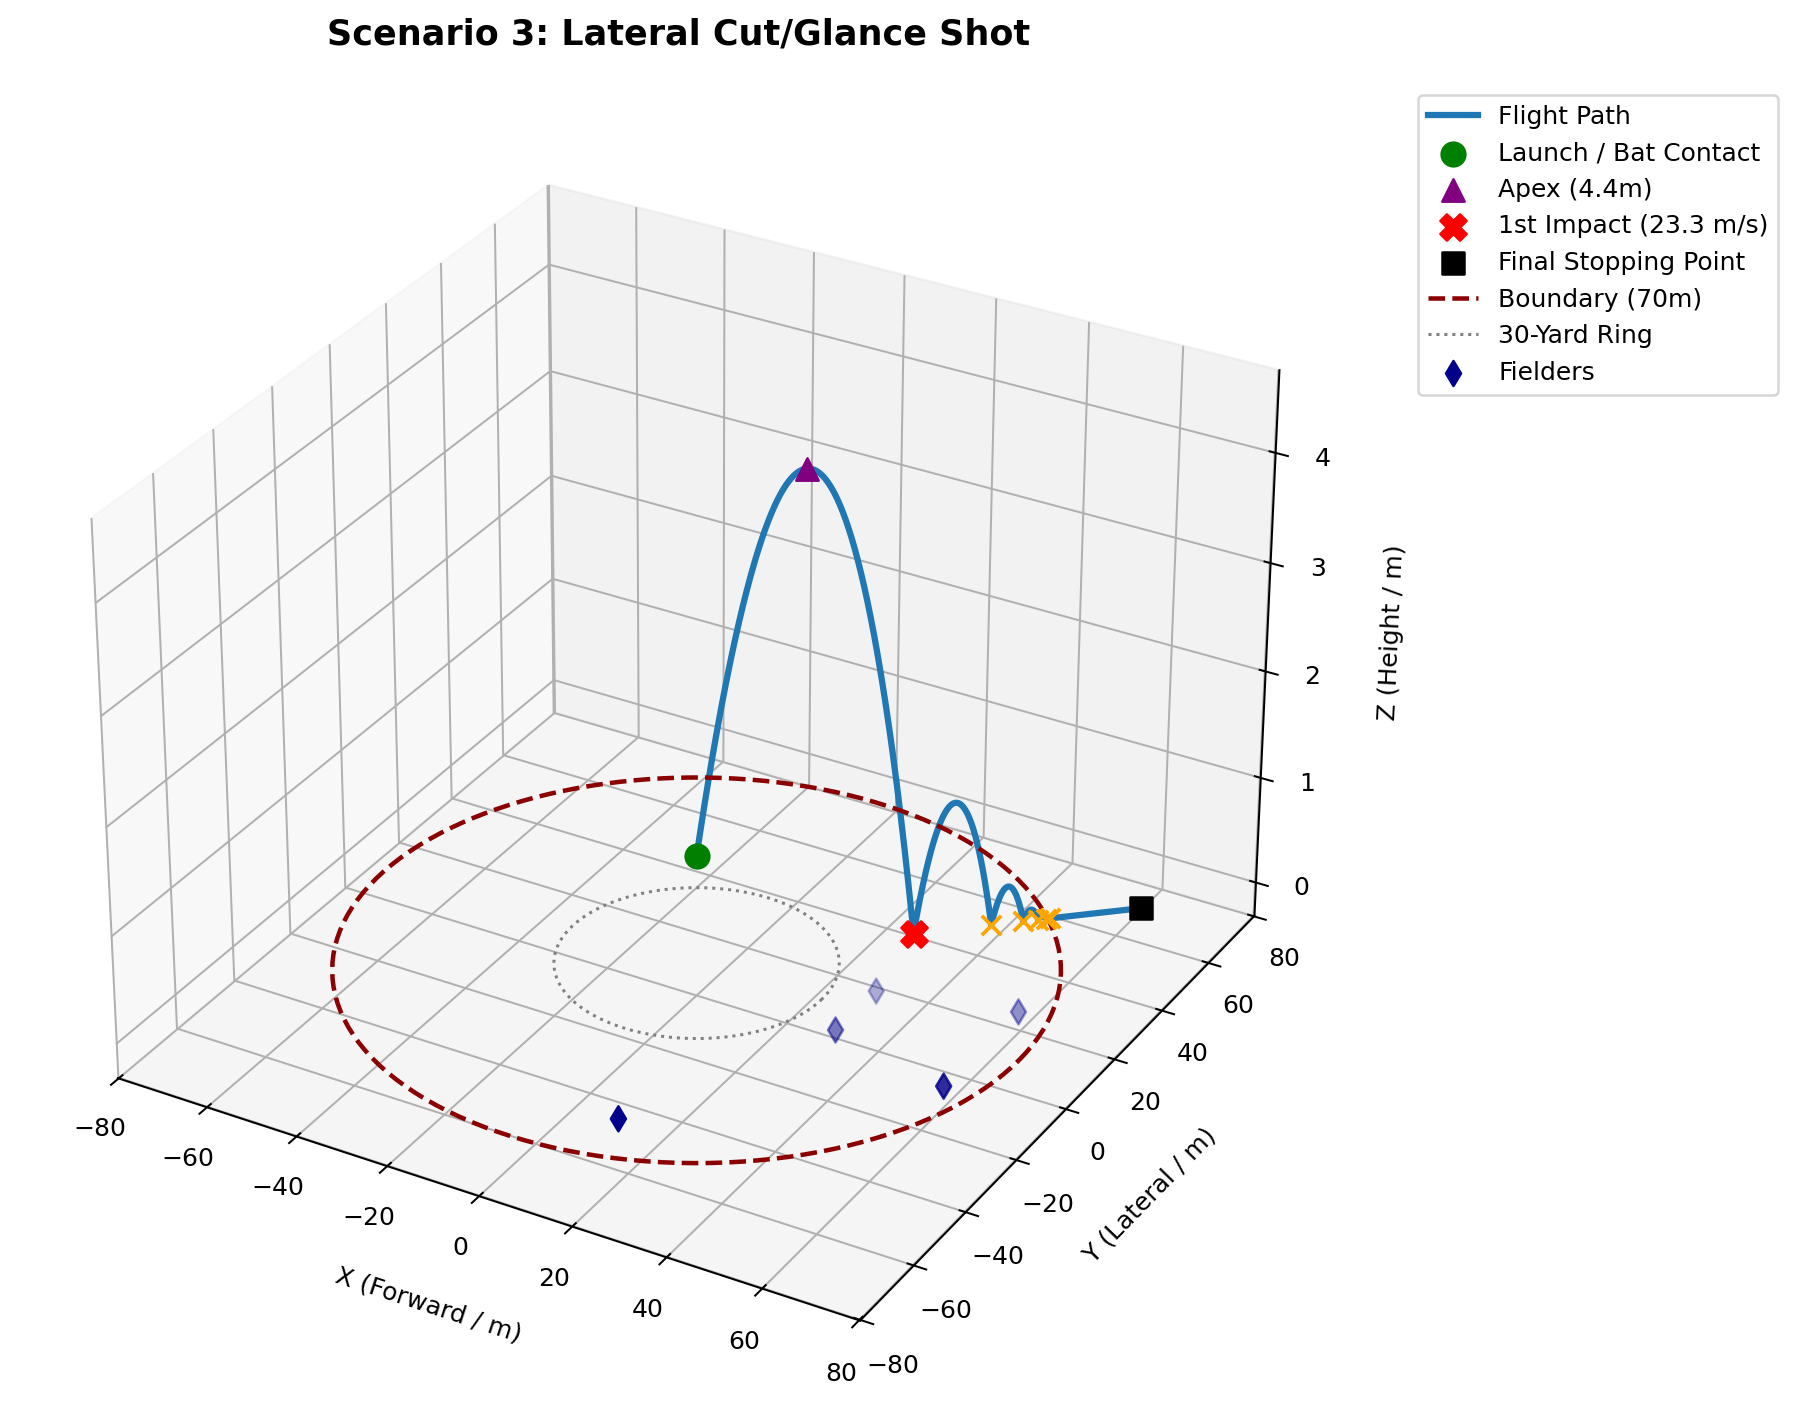 Scenario 3: Lateral Cut/Glance Shot
Flight Path
Launch / Bat Contact
Apex (4.4m)
1st Impact (23.3 m/s)
Final Stopping Point
Boundary (70m)
30-Yard Ring
Fielders
4
3
2
1
0
Z (Height / m)
80
60
40
20
0
−20
−40
−60
−80
Y (Lateral / m)
−80
−60
−40
−20
0
20
40
60
80
X (Forward / m)